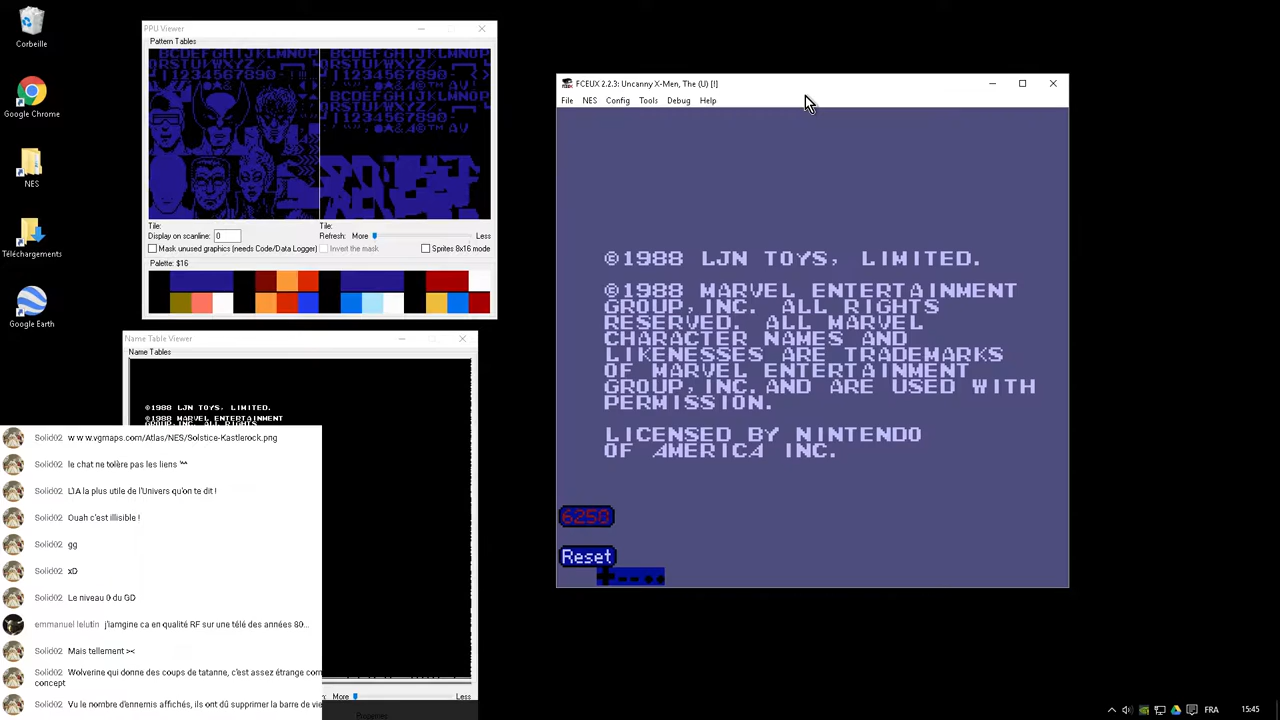 Corbeille
Google Chrome
NES
Téléchargements
Google Earth
PPU Viewer
Pattern Tables
Tile:
Tile:
Display on scanline: 0
Refresh: More
Less
Mask unused graphics (needs Code/Data Logger)
Invert the mask
Sprites 8x16 mode
Palette: $16
Name Table Viewer
Name Tables
©1988 LJN TOYS, LIMITED.
©1988 MARVEL ENTERTAINMENT
More
Less
Solid02 w w w.vgmaps.com/Atlas/NES/Solstice-Kastlerock.png
Solid02 le chat ne tolère pas les liens ^^
Solid02 L'IA la plus utile de l'Univers qu'on te dit !
Solid02 Ouah c'est illisible !
Solid02 gg
Solid02 xD
Solid02 Le niveau 0 du GD
emmanuel lelutin j'iamgine ca en qualité RF sur une télé des années 80...
Solid02 Mais tellement ><
Solid02 Wolverine qui donne des coups de tatanne, c'est assez étrange com
concept
Solid02 Vu le nombre d'ennemis affichés, ils ont dû supprimer la barre de vie
FCEUX 2.2.3: Uncanny X-Men, The (U) [!]
File NES Config Tools Debug Help
©1988 LJN TOYS, LIMITED.
©1988 MARVEL ENTERTAINMENT
GROUP,INC. ALL RIGHTS
RESERVED. ALL MARVEL
CHARACTER NAMES AND
LIKENESSES ARE TRADEMARKS
OF MARVEL ENTERTAINMENT
GROUP,INC.AND ARE USED WITH
PERMISSION.
LICENSED BY NINTENDO
OF AMERICA INC.
6250
Reset
FRA
15:45